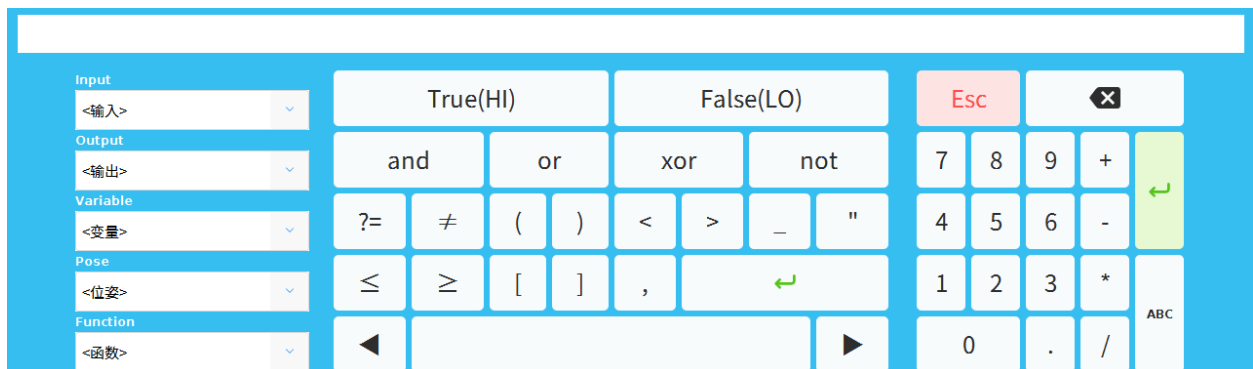 Input
<输入>
Output
<输出>
Variable
<变量>
Pose
<位姿>
Function
<函数>
True(HI) False(LO)
and or xor not
?= ≠ ( ) < > _ "
≤ ≥ [ ] ,
Esc
7 8 9 +
4 5 6 -
1 2 3 *
ABC
0 . /